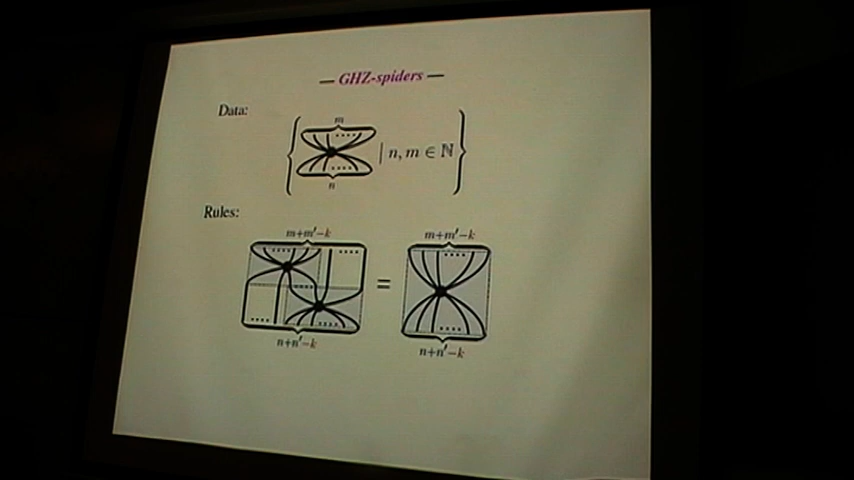 — GHZ-spiders —
Data:
m
{ | n, m ∈ ℕ }
n
Rules:
m+m′−k m+m′−k
=
n+n′−k n+n′−k